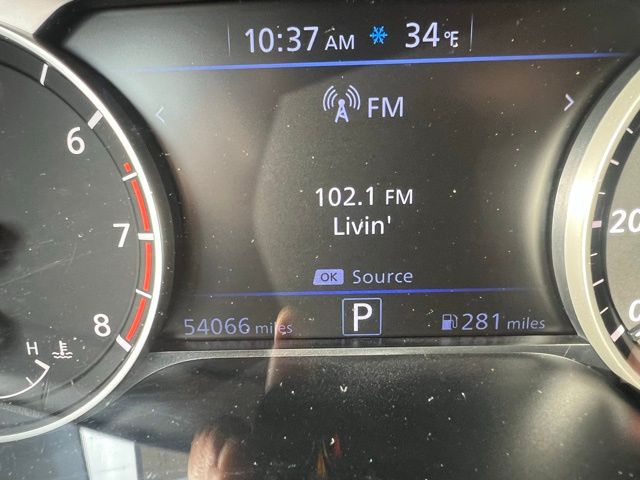 10:37 AM 34°F
FM
6
102.1 FM
20
7
Livin'
OK Source
8
54066 miles P 281 miles
0
H